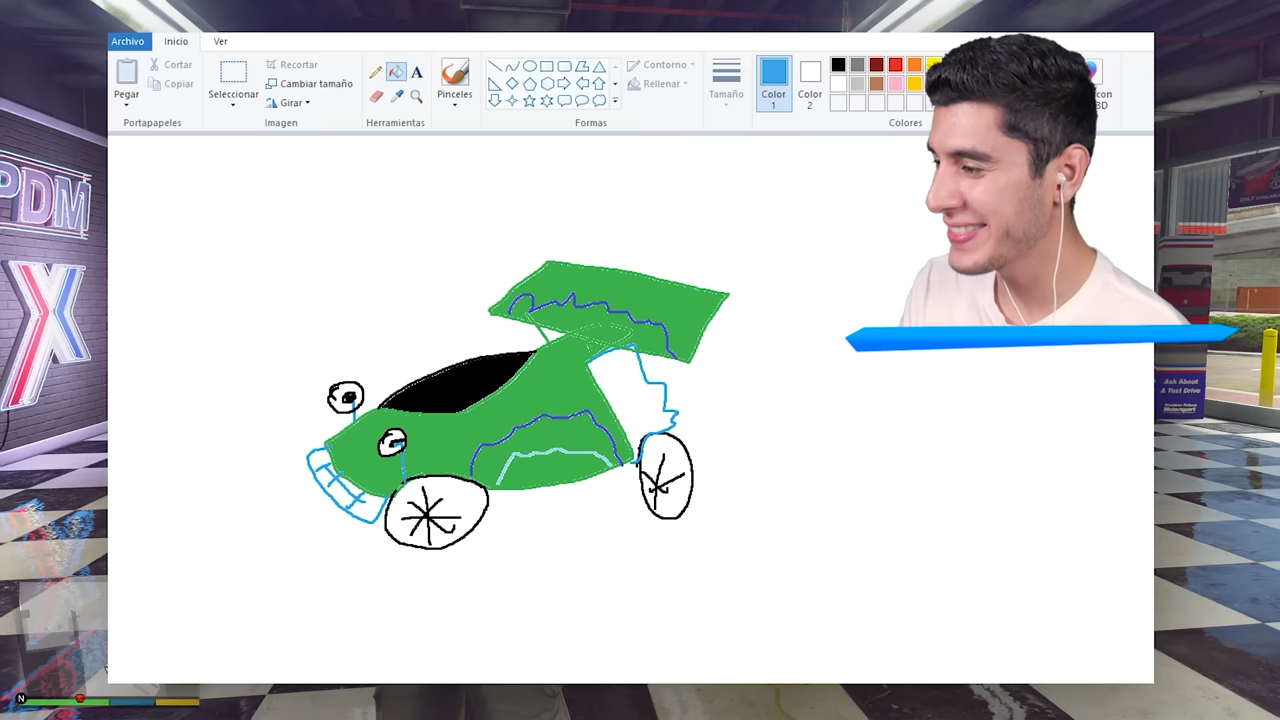 Archivo Inicio Ver
Pegar
Cortar
Copiar
Portapapeles
Seleccionar
Recortar
Cambiar tamaño
Girar
Imagen
A
Herramientas
Pinceles
Contorno
Rellenar
Formas
Tamaño
Color 1
Color 2
Colores
PDM
X
Ask About
A Test Drive
N